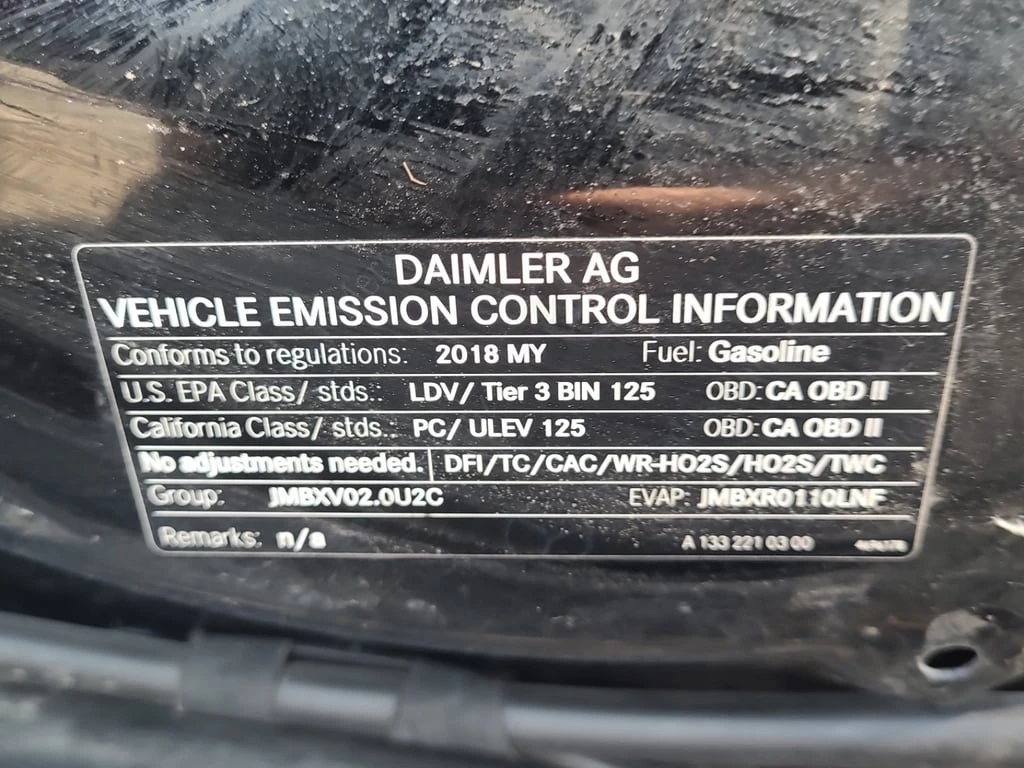 DAIMLER AG
VEHICLE EMISSION CONTROL INFORMATION
Conforms to regulations: 2018 MY Fuel: Gasoline
U.S. EPA Class/ stds.: LDV/ Tier 3 BIN 125 OBD: CA OBD II
California Class/ stds.: PC/ ULEV 125 OBD: CA OBD II
No adjustments needed. DFI/TC/CAC/WR-HO2S/HO2S/TWC
Group: JMBXV02.0U2C EVAP: JMBXR0110LNF
Remarks: n/a A 133 221 03 00